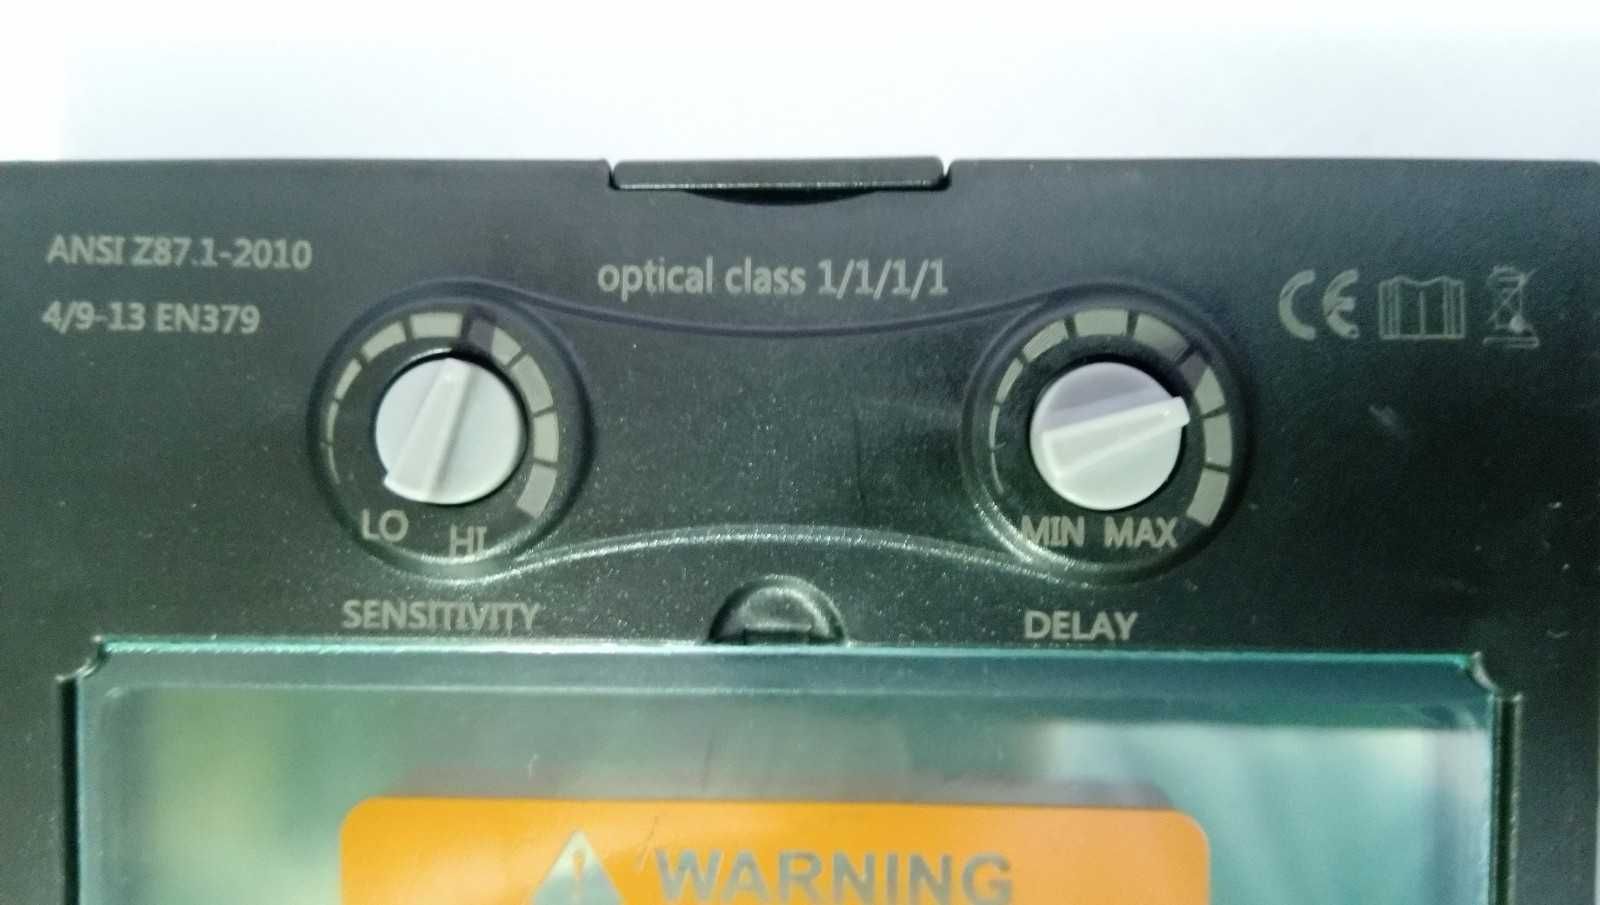 ANSI Z87.1-2010
4/9-13 EN379
optical class 1/1/1/1
CE
LO HI
SENSITIVITY
MIN MAX
DELAY
WARNING